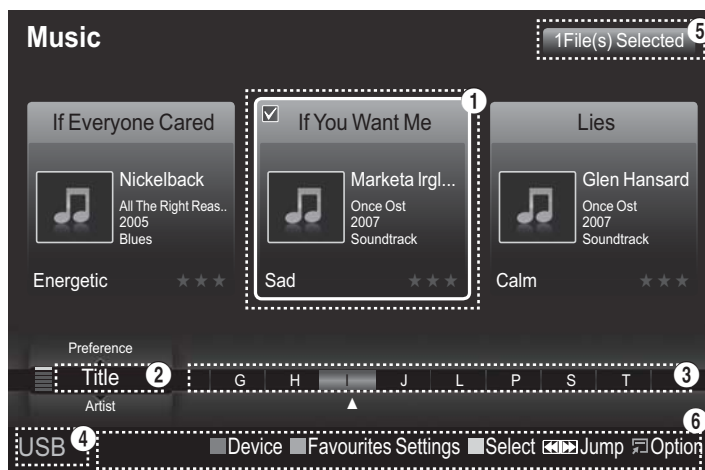 Music
1File(s) Selected
5
1
If Everyone Cared
Nickelback
All The Right Reas..
2005
Blues
Energetic
If You Want Me
Marketa Irgl...
Once Ost
2007
Soundtrack
Sad
Lies
Glen Hansard
Once Ost
2007
Soundtrack
Calm
Preference
Title 2
G H I J L P S T 3
Artist
6
USB 4
Device Favourites Settings Select Jump Option